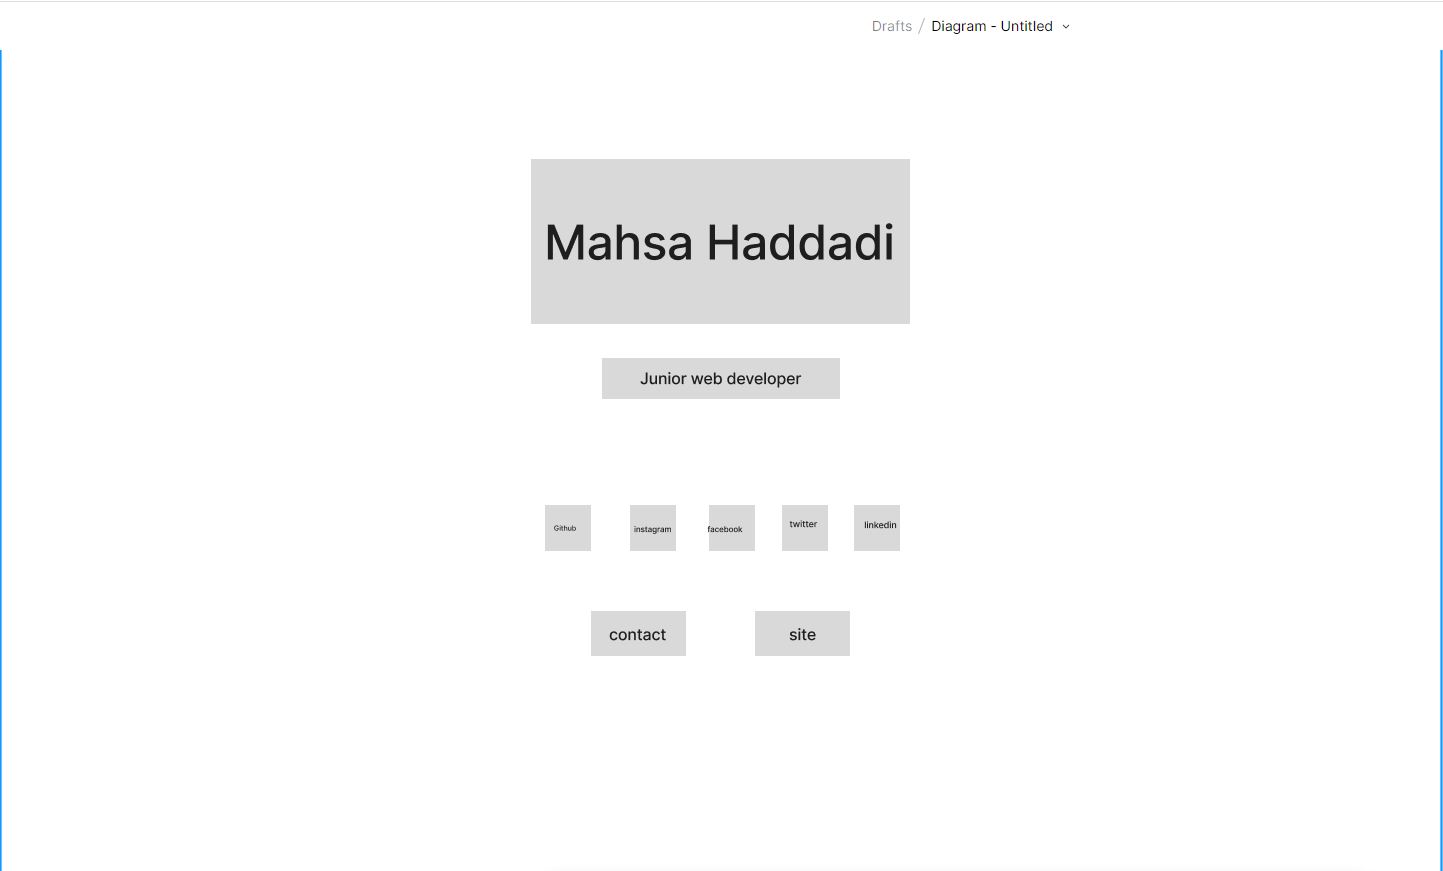 Drafts / Diagram - Untitled
Mahsa Haddadi
Junior web developer
Github instagram facebook twitter linkedin
contact site